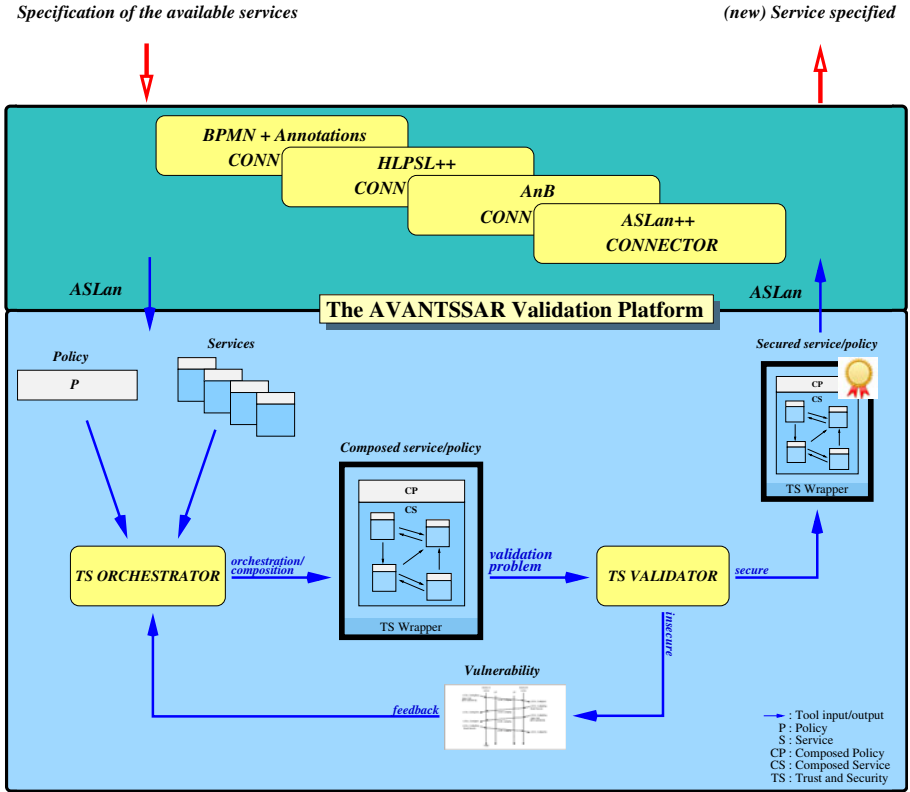 Specification of the available services
(new) Service specified
BPMN + Annotations
CONN
HLPSL++
CONN
AnB
CONN
ASLan++
CONNECTOR
ASLan
ASLan
The AVANTSSAR Validation Platform
Policy
P
Services
Secured service/policy
CP
CS
TS Wrapper
Composed service/policy
CP
CS
TS Wrapper
TS ORCHESTRATOR
orchestration/
composition
validation
problem
TS VALIDATOR
secure
insecure
Vulnerability
feedback
: Tool input/output
P : Policy
S : Service
CP : Composed Policy
CS : Composed Service
TS : Trust and Security